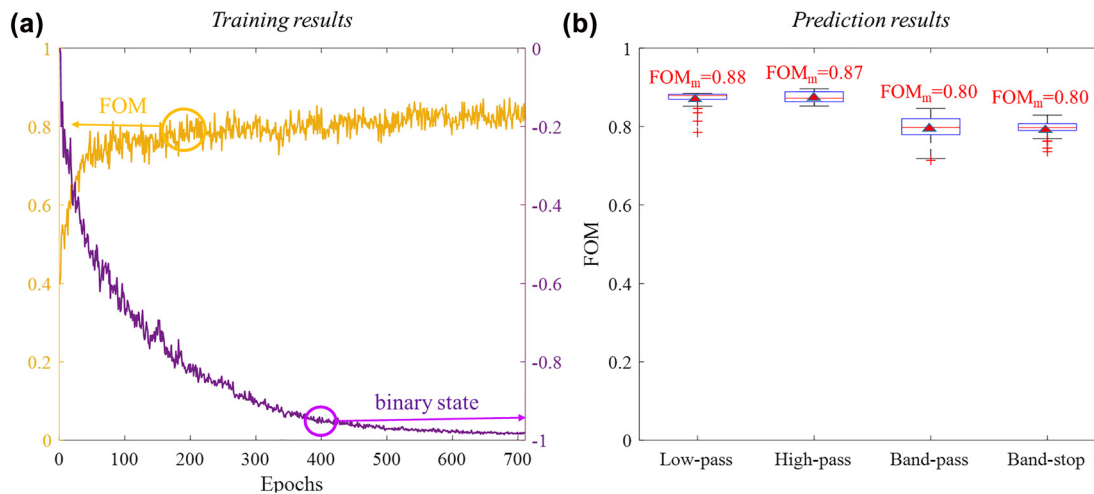 (a)
Training results
1
0.8
0.6
0.4
0.2
0
0
-0.2
-0.4
-0.6
-0.8
-1
FOM
binary state
0 100 200 300 400 500 600 700
Epochs
(b)
Prediction results
1
0.8
0.6
0.4
0.2
0
FOM
FOMm=0.88
FOMm=0.87
FOMm=0.80
FOMm=0.80
Low-pass High-pass Band-pass Band-stop